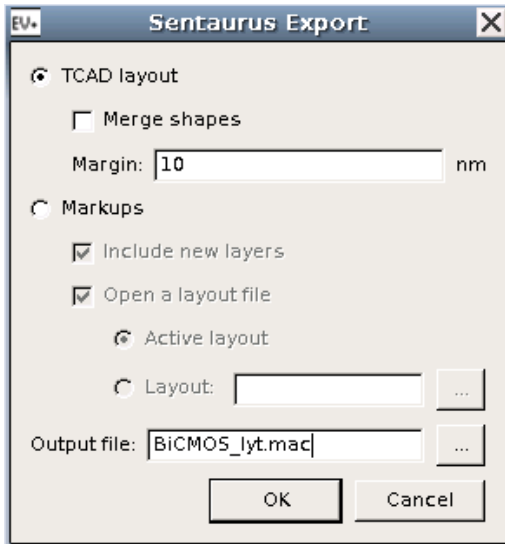 EV Sentaurus Export
TCAD layout
Merge shapes
Margin: 10 nm
Markups
Include new layers
Open a layout file
Active layout
Layout: ...
Output file: BiCMOS_lyt.mac ...
OK Cancel